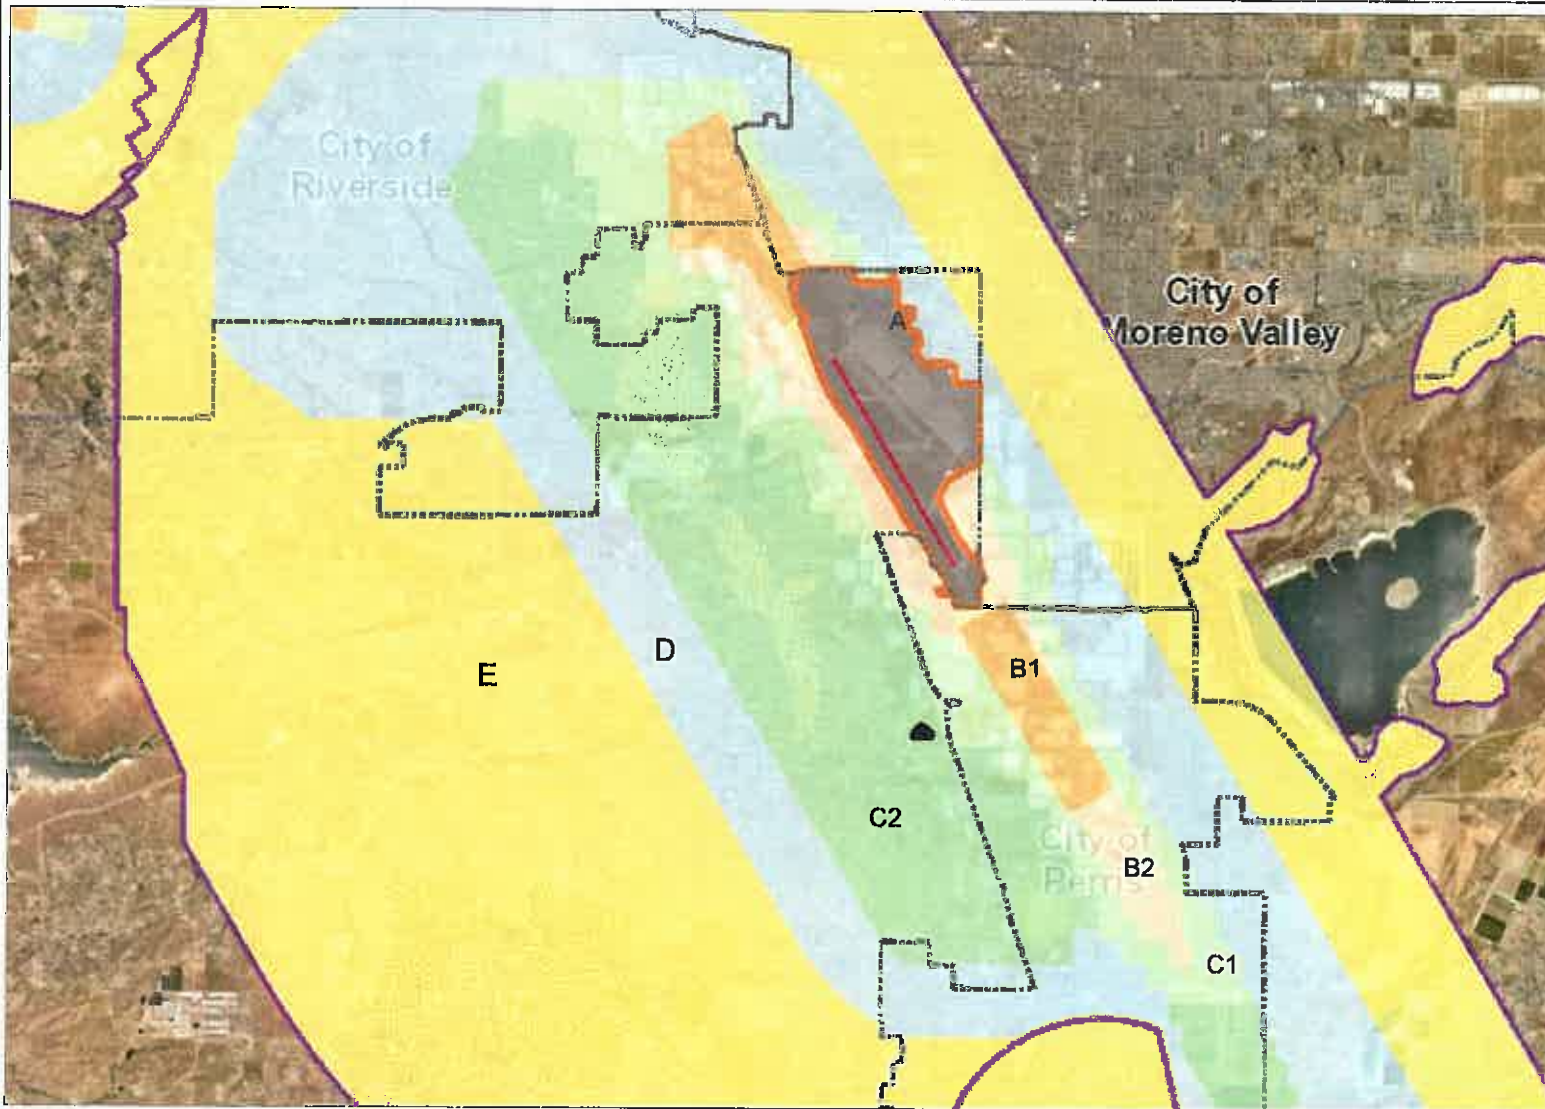 City of
Riverside
A
City of
Moreno Valley
D
E
B1
C2
City of
Perris
B2
C1